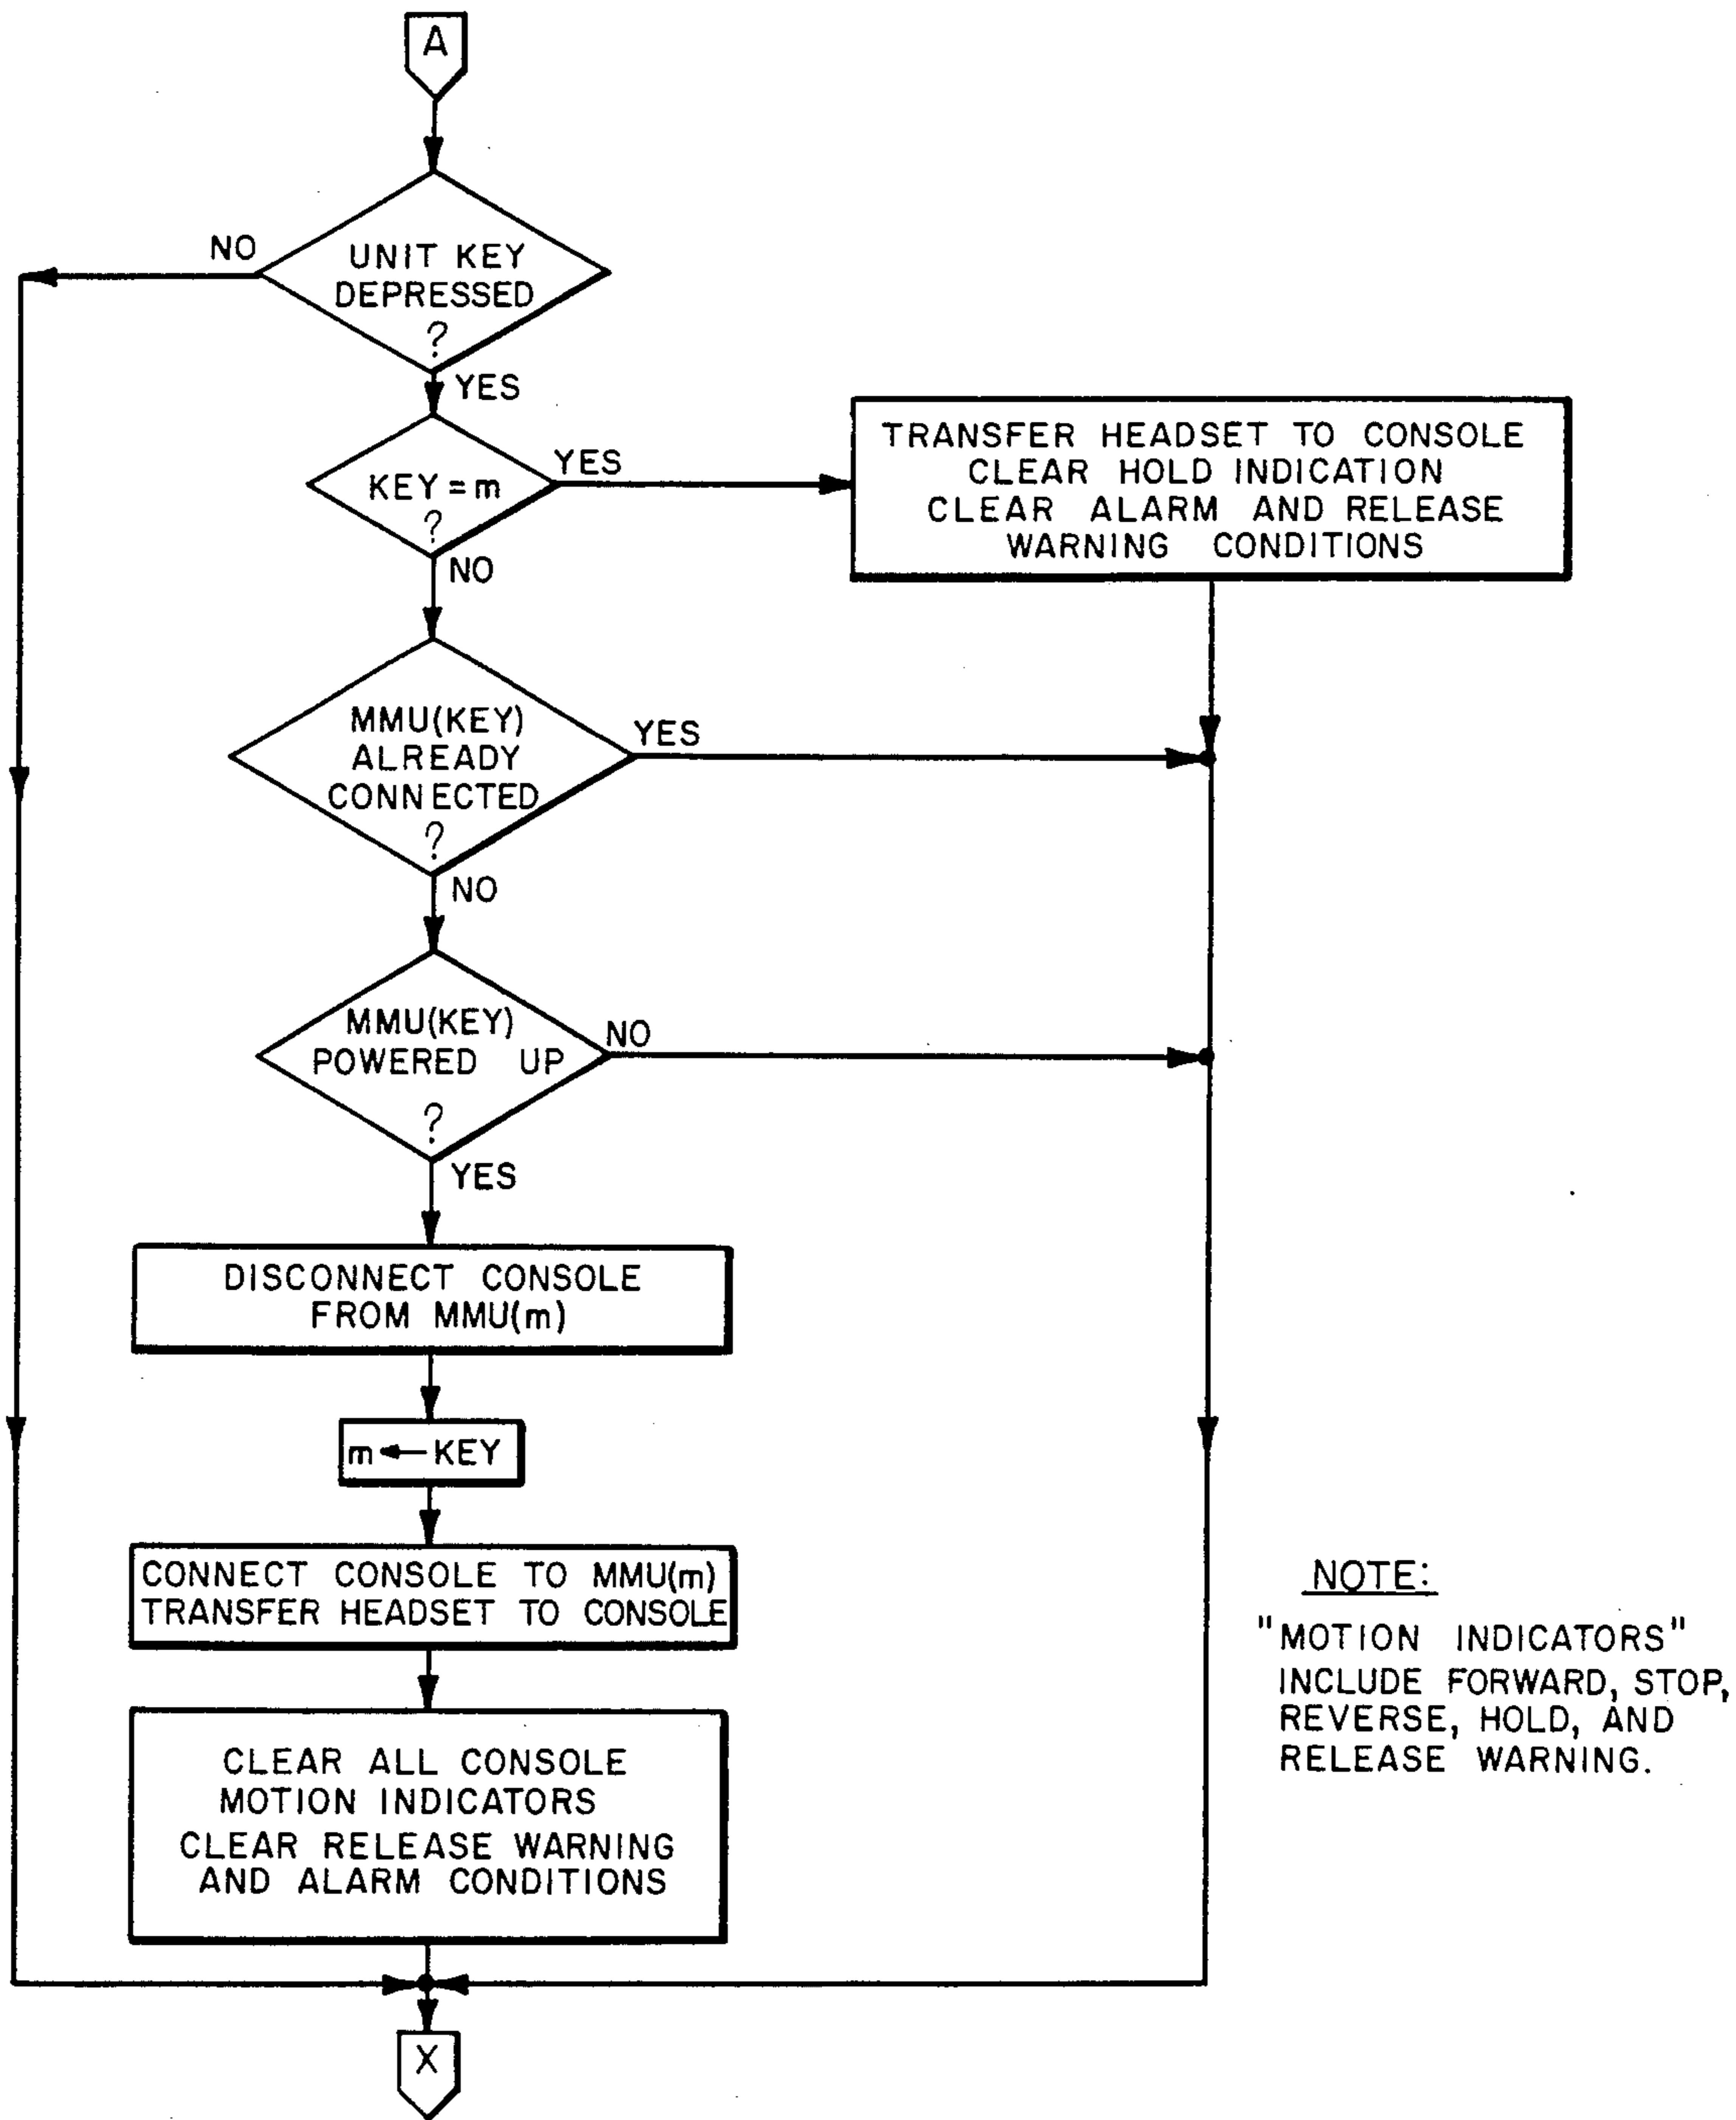 A
UNIT KEY
DEPRESSED
?
NO
YES
KEY = m
?
YES
NO
TRANSFER HEADSET TO CONSOLE
CLEAR HOLD INDICATION
CLEAR ALARM AND RELEASE
WARNING CONDITIONS
MMU(KEY)
ALREADY
CONNECTED
?
YES
NO
MMU(KEY)
POWERED UP
?
NO
YES
DISCONNECT CONSOLE
FROM MMU(m)
m ← KEY
CONNECT CONSOLE TO MMU(m)
TRANSFER HEADSET TO CONSOLE
CLEAR ALL CONSOLE
MOTION INDICATORS
CLEAR RELEASE WARNING
AND ALARM CONDITIONS
X
NOTE:
"MOTION INDICATORS"
INCLUDE FORWARD, STOP,
REVERSE, HOLD, AND
RELEASE WARNING.